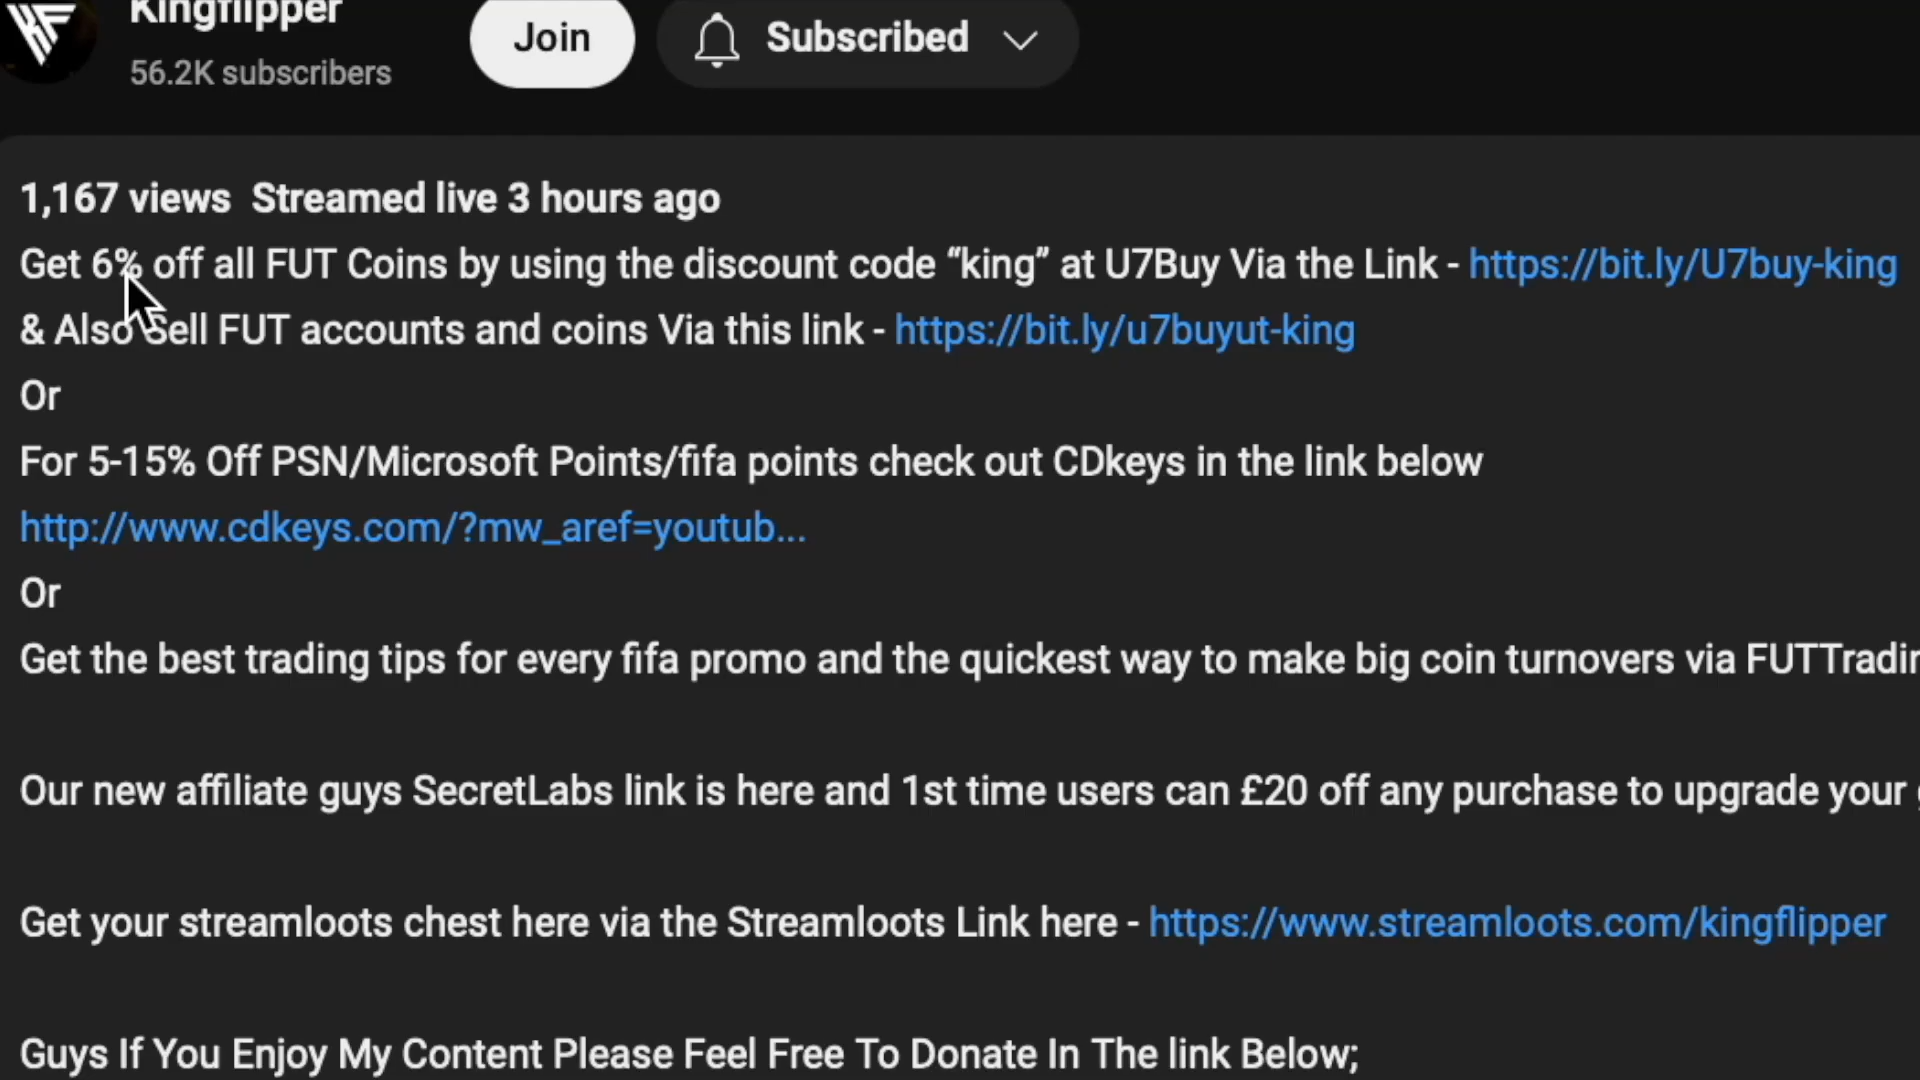 Kingflipper
56.2K subscribers
Join
Subscribed
1,167 views Streamed live 3 hours ago
Get 6% off all FUT Coins by using the discount code “king” at U7Buy Via the Link - https://bit.ly/U7buy-king
& Also Sell FUT accounts and coins Via this link - https://bit.ly/u7buyut-king
Or
For 5-15% Off PSN/Microsoft Points/fifa points check out CDkeys in the link below
http://www.cdkeys.com/?mw_aref=youtub...
Or
Get the best trading tips for every fifa promo and the quickest way to make big coin turnovers via
Our new affiliate guys SecretLabs link is here and 1st time users can £20 off any purchase to upgrade your
Get your streamloots chest here via the Streamloots Link here - https://www.streamloots.com/kingflipper
Guys If You Enjoy My Content Please Feel Free To Donate In The link Below;